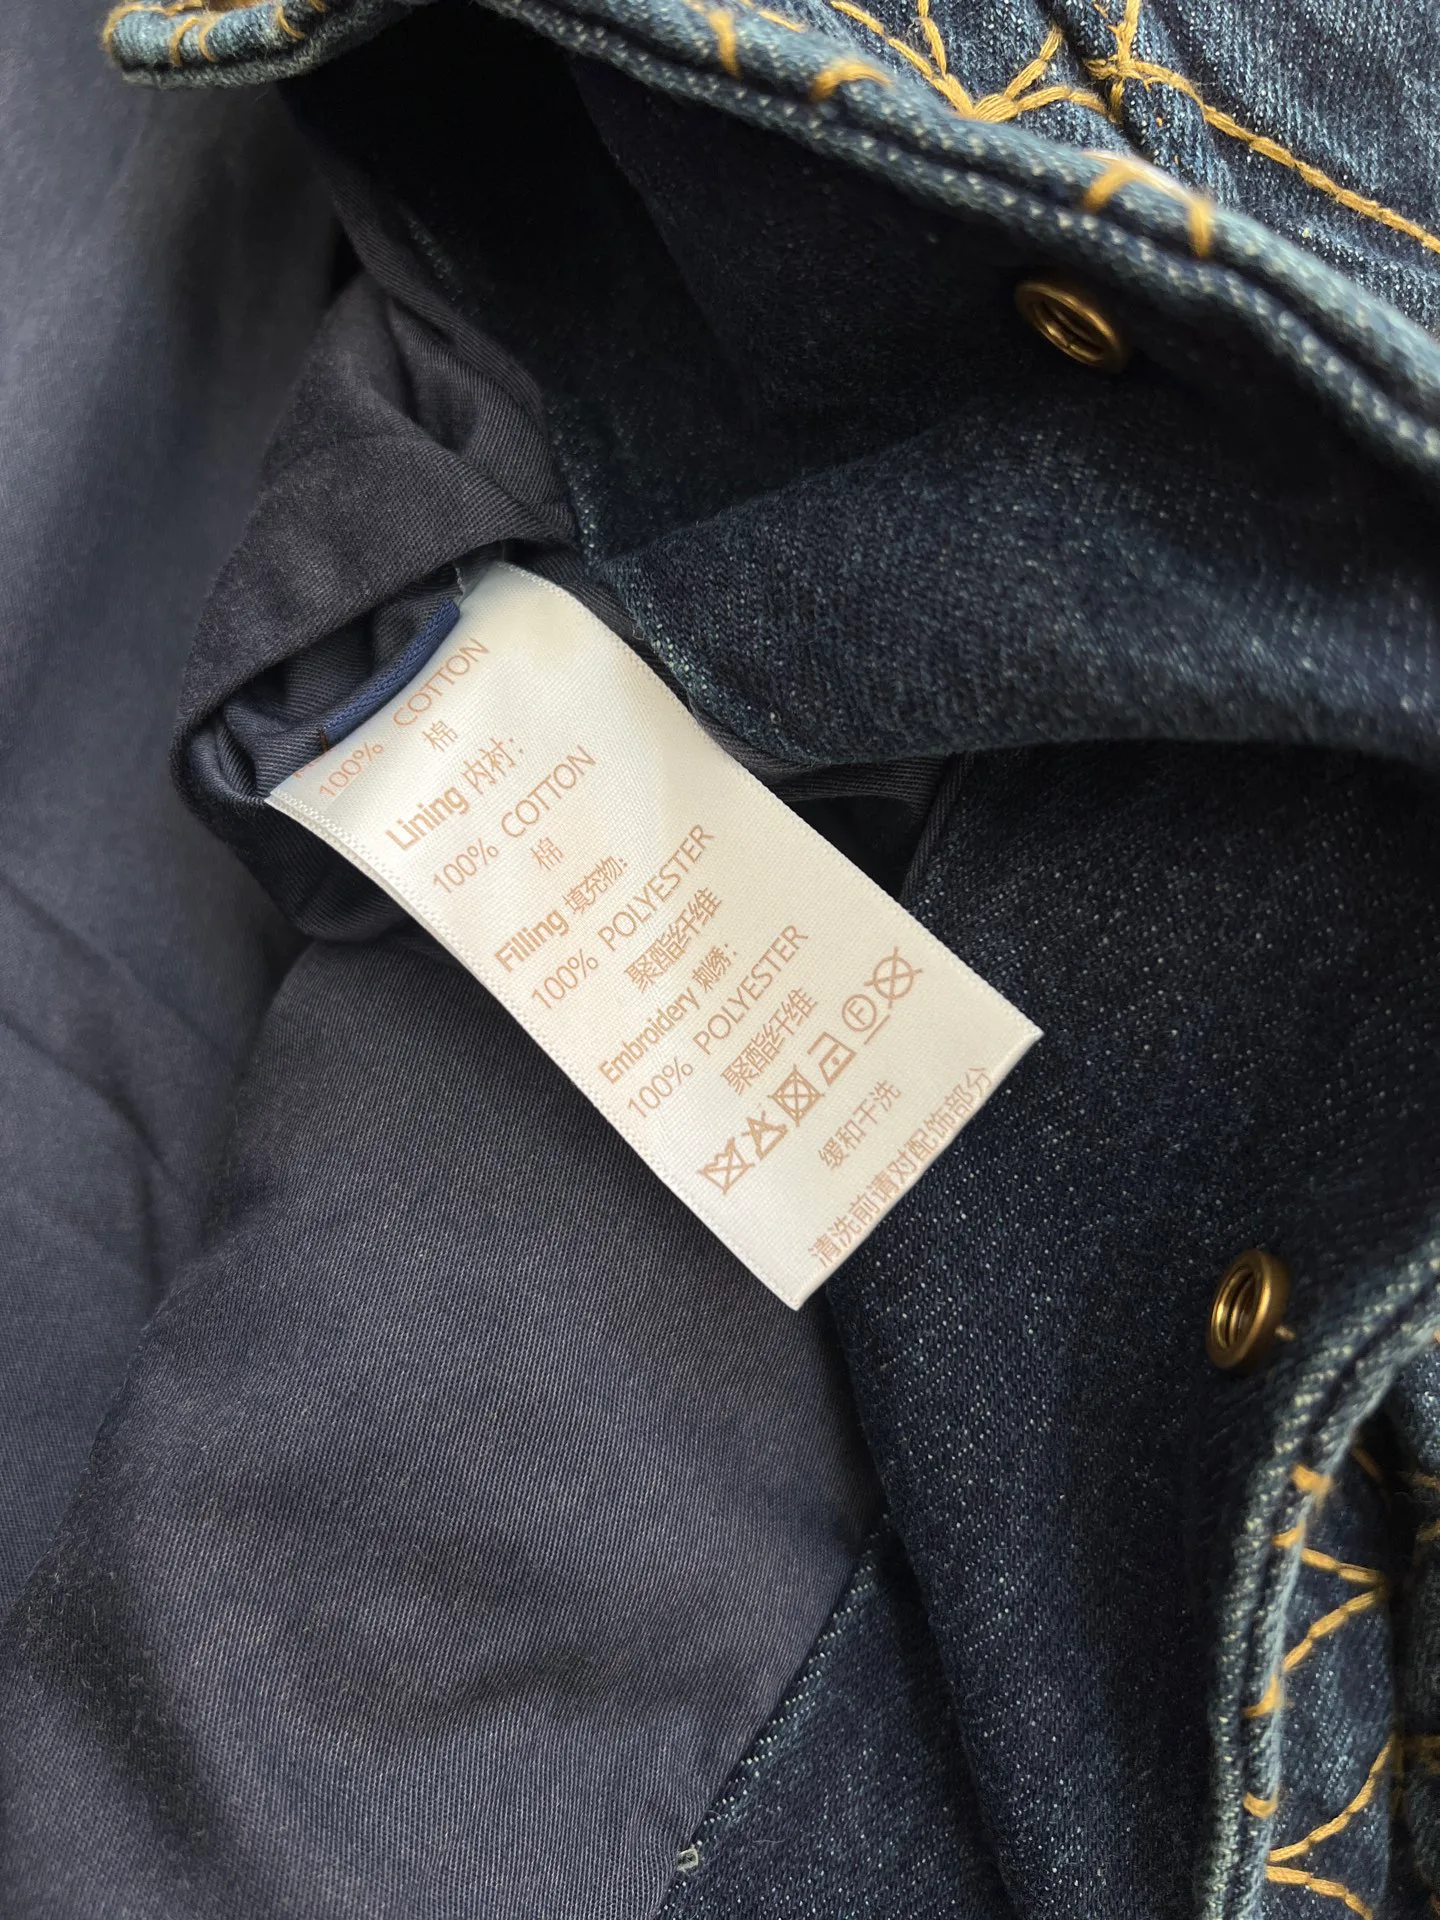 100% COTTON
棉
Lining 内衬：
100% COTTON
棉
Filling 填充物：
100% POLYESTER
聚酯纤维
Embroidery 刺绣：
100% POLYESTER
聚酯纤维
F
缓和干洗
清洗前请对配饰部分